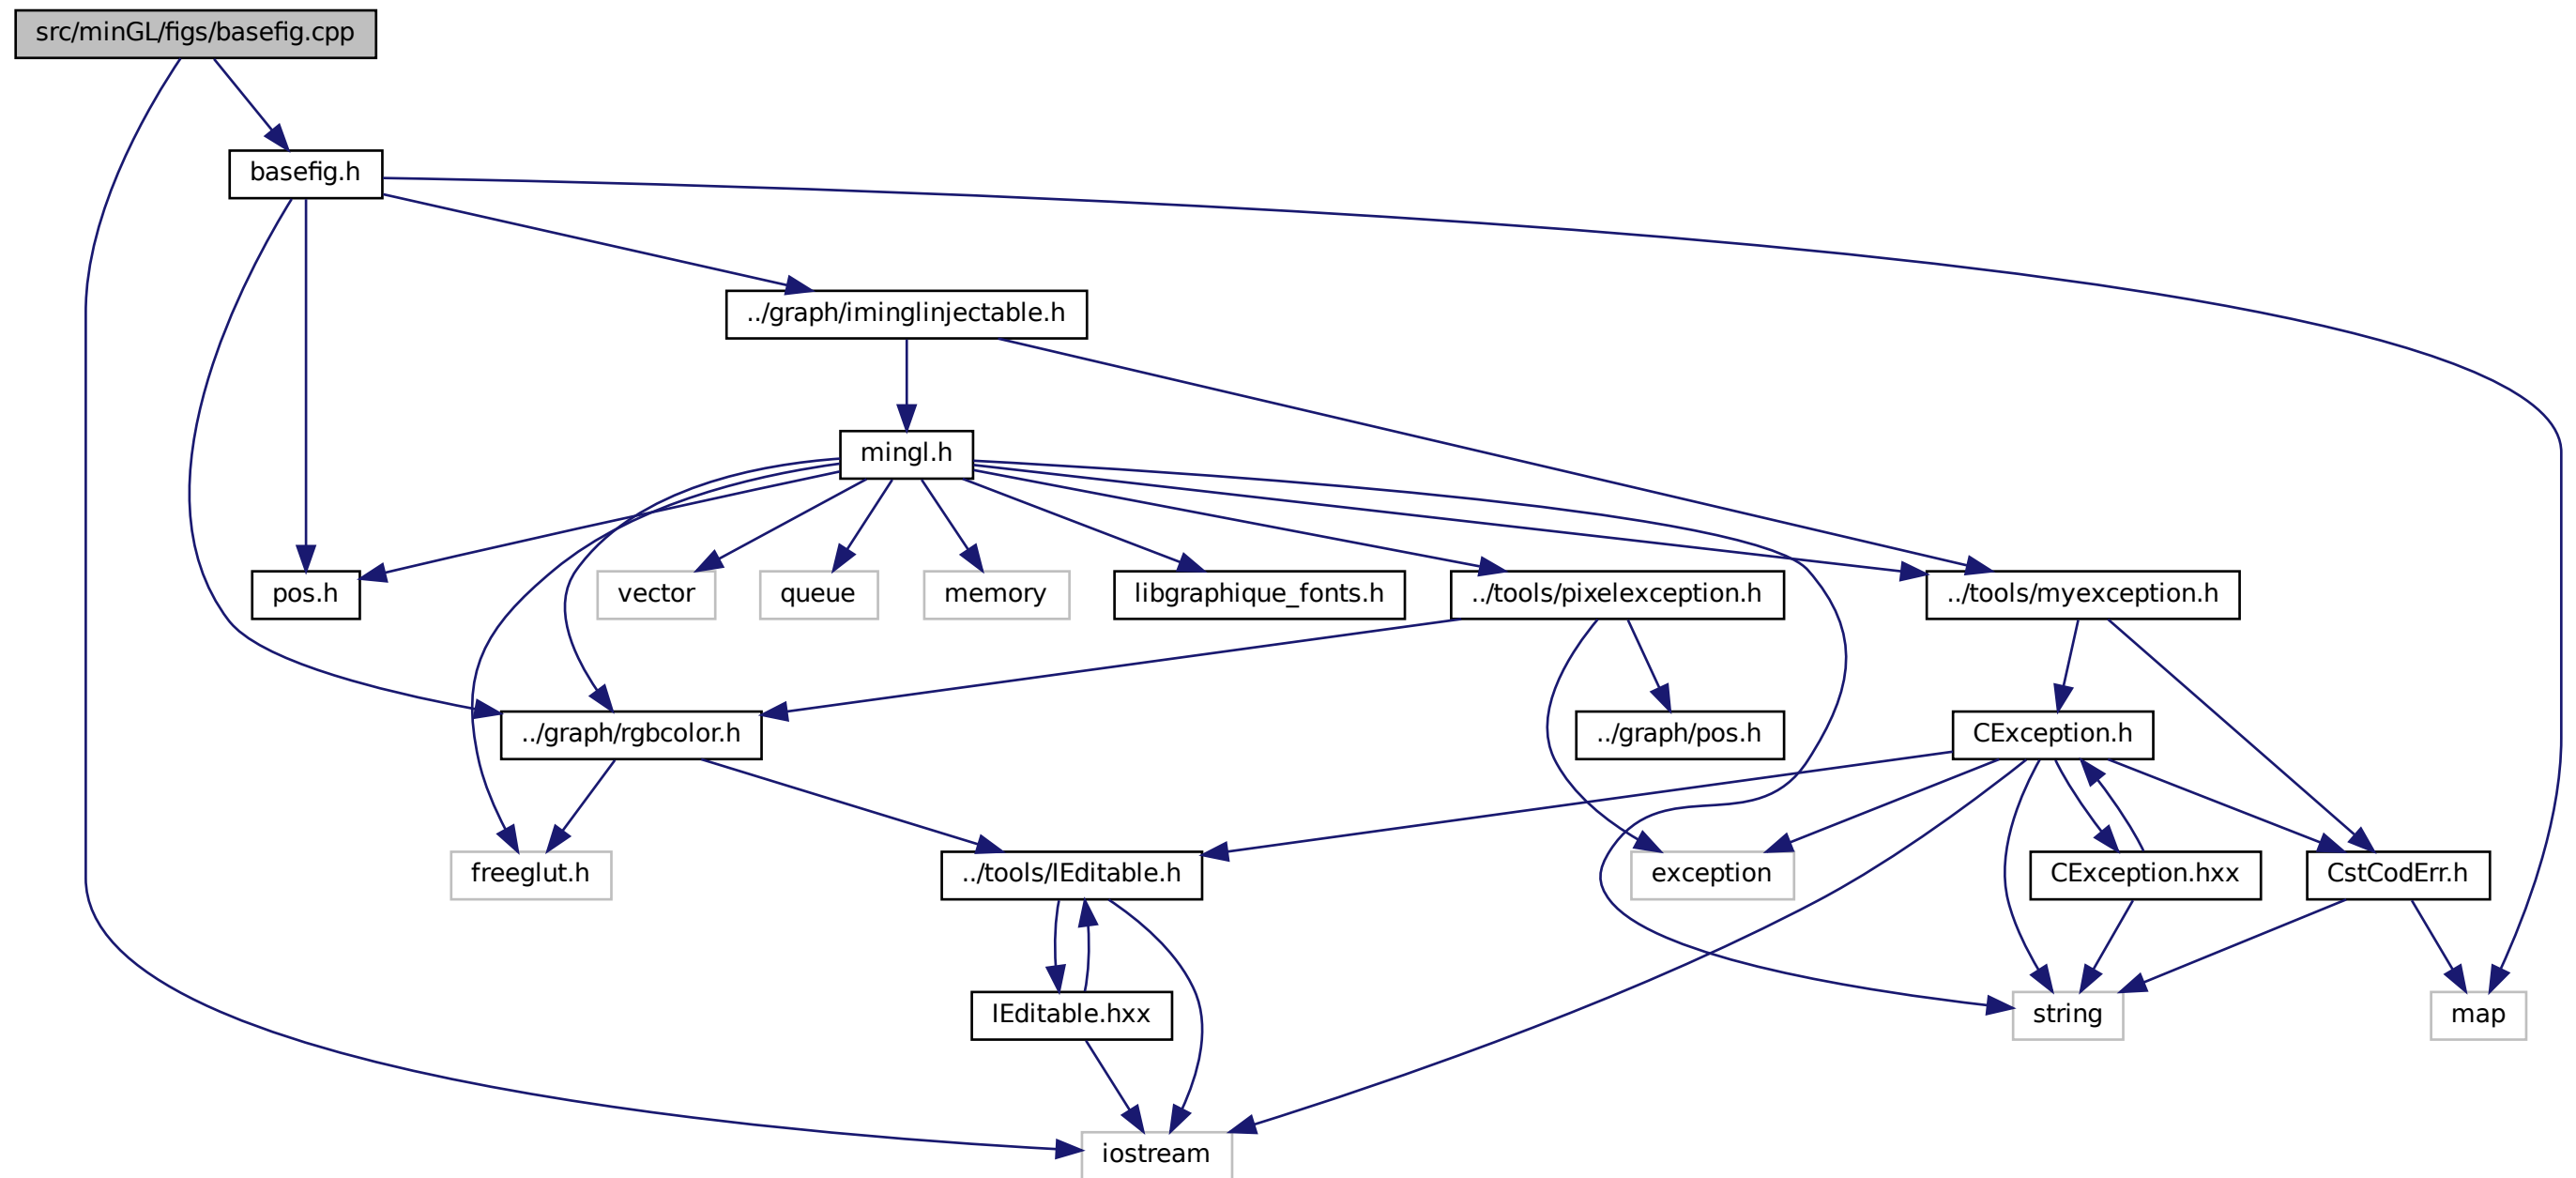 src/minGL/figs/basefig.cpp
basefig.h
../graph/iminglinjectable.h
mingl.h
pos.h
vector
queue
memory
libgraphique_fonts.h
../tools/pixelexception.h
../tools/myexception.h
../graph/rgbcolor.h
../graph/pos.h
CException.h
freeglut.h
../tools/IEditable.h
exception
CException.hxx
CstCodErr.h
IEditable.hxx
string
map
iostream